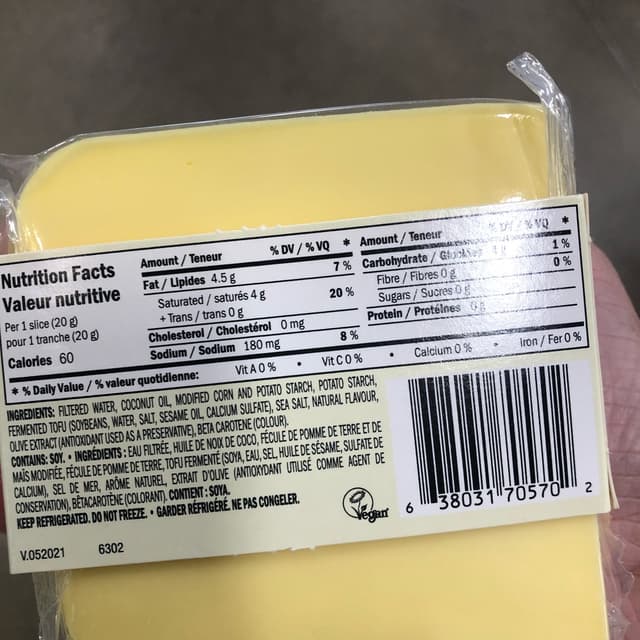 Nutrition Facts
Valeur nutritive
Per 1 slice (20 g)
pour 1 tranche (20 g)
Calories 60
Amount / Teneur % DV / % VQ *
Fat / Lipides 4.5 g 7 %
Saturated / saturés 4 g
+ Trans / trans 0 g 20 %
Cholesterol / Cholestérol 0 mg
Sodium / Sodium 180 mg 8 %
Amount / Teneur % DV / % VQ *
Carbohydrate / Glucides 1 %
Fibre / Fibres 0 g 0 %
Sugars / Sucres 0 g
Protein / Protéines 0 g
* % Daily Value / % valeur quotidienne: Vit A 0 % • Vit C 0 % • Calcium 0 % • Iron / Fer 0 %
INGREDIENTS: FILTERED WATER, COCONUT OIL, MODIFIED CORN AND POTATO STARCH, POTATO STARCH,
FERMENTED TOFU (SOYBEANS, WATER, SALT, SESAME OIL, CALCIUM SULFATE), SEA SALT, NATURAL FLAVOUR,
OLIVE EXTRACT (ANTIOXIDANT USED AS A PRESERVATIVE), BETA CAROTENE (COLOUR).
CONTAINS: SOY. • INGRÉDIENTS : EAU FILTRÉE, HUILE DE NOIX DE COCO, FÉCULE DE POMME DE TERRE ET DE
MAÏS MODIFIÉE, FÉCULE DE POMME DE TERRE, TOFU FERMENTÉ (SOYA, EAU, SEL, HUILE DE SÉSAME, SULFATE DE
CALCIUM), SEL DE MER, ARÔME NATUREL, EXTRAIT D'OLIVE (ANTIOXYDANT UTILISÉ COMME AGENT DE
CONSERVATION), BÊTACAROTÈNE (COLORANT). CONTIENT : SOYA.
KEEP REFRIGERATED. DO NOT FREEZE. • GARDER RÉFRIGÉRÉ. NE PAS CONGELER.
Vegan
6 38031 70570 2
V.052021 6302